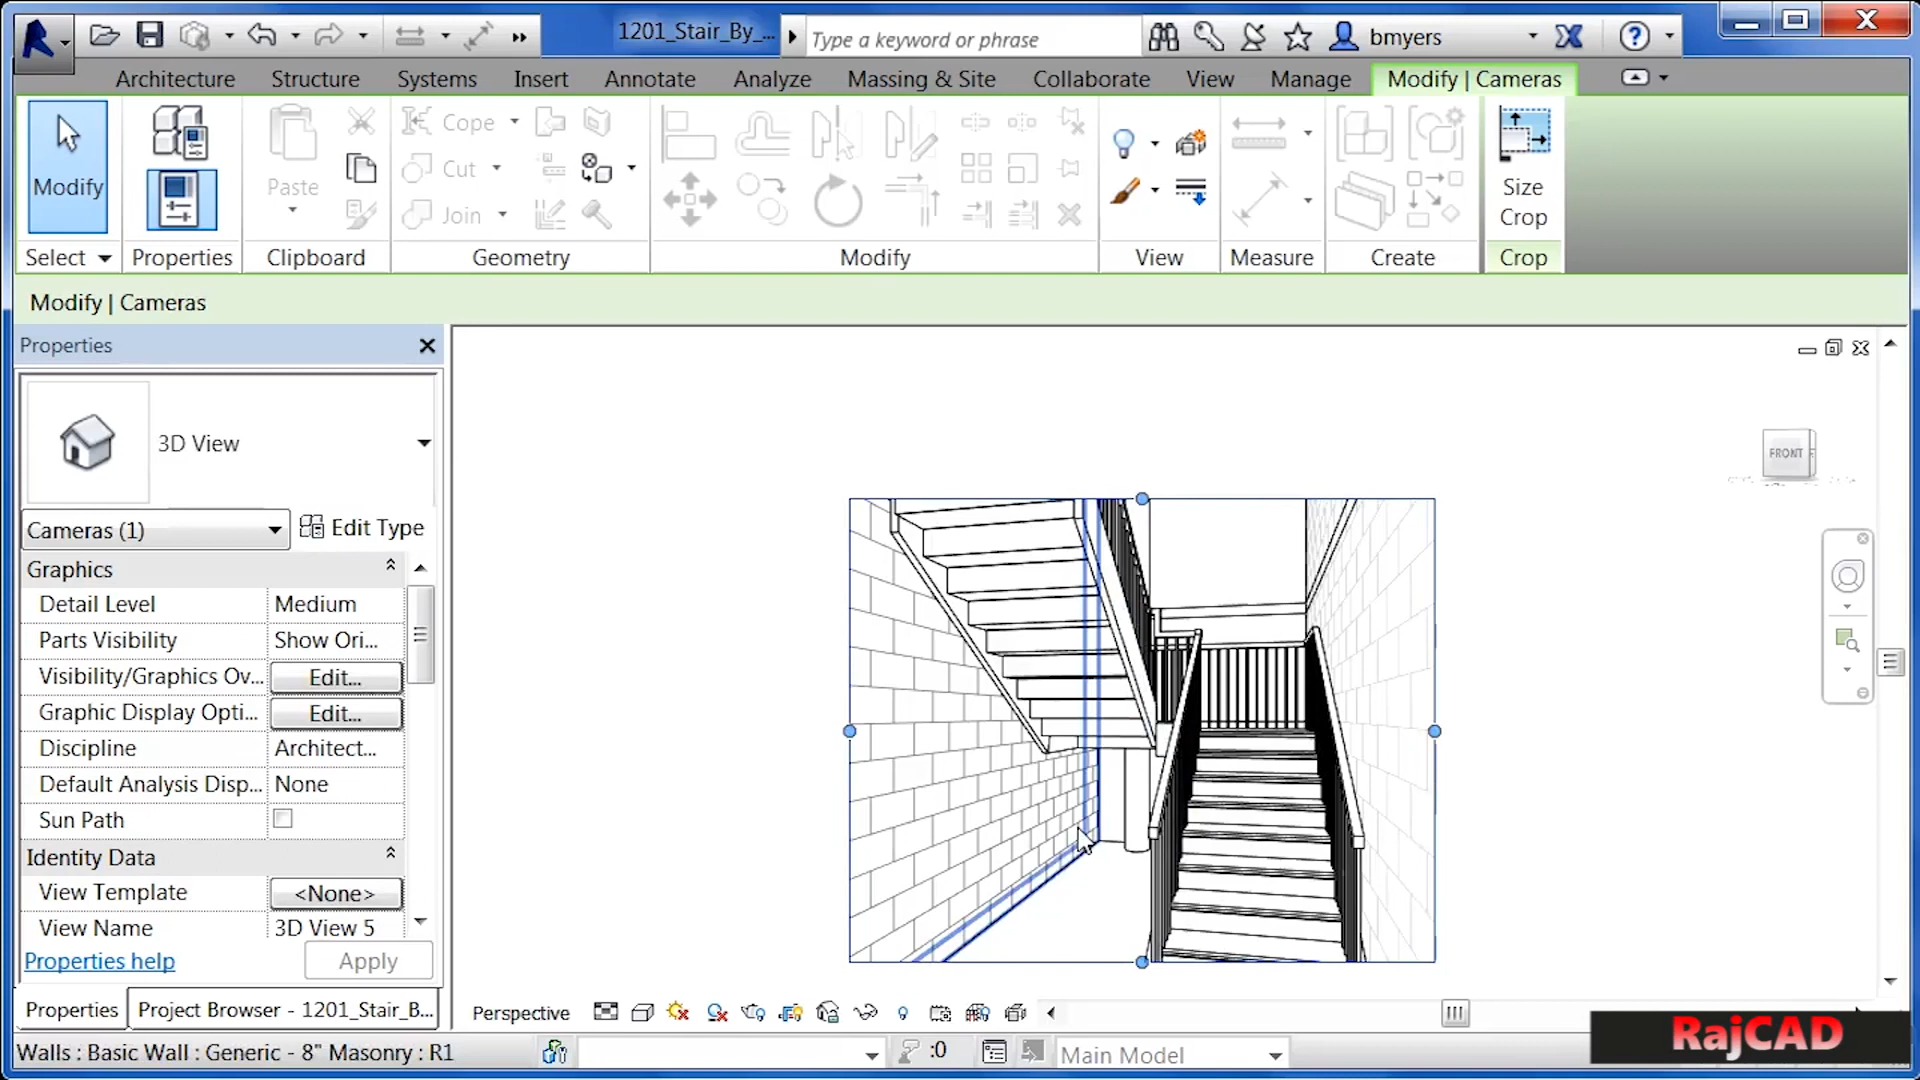 1201_Stair_By_...
Type a keyword or phrase
bmyers
Architecture Structure Systems Insert Annotate Analyze Massing & Site Collaborate View Manage Modify | Cameras
Modify
Paste
Cope
Cut
Join
Size
Crop
Select Properties Clipboard Geometry Modify View Measure Create Crop
Modify | Cameras
Properties
3D View
Cameras (1)
Edit Type
Graphics
Detail Level Medium
Parts Visibility Show Ori...
Visibility/Graphics Ov... Edit...
Graphic Display Opti... Edit...
Discipline Architect...
Default Analysis Disp... None
Sun Path
Identity Data
View Template <None>
View Name 3D View 5
Properties help
Apply
Properties
Project Browser - 1201_Stair_B...
FRONT
Perspective
Walls : Basic Wall : Generic - 8" Masonry : R1
:0
Main Model
RajCAD